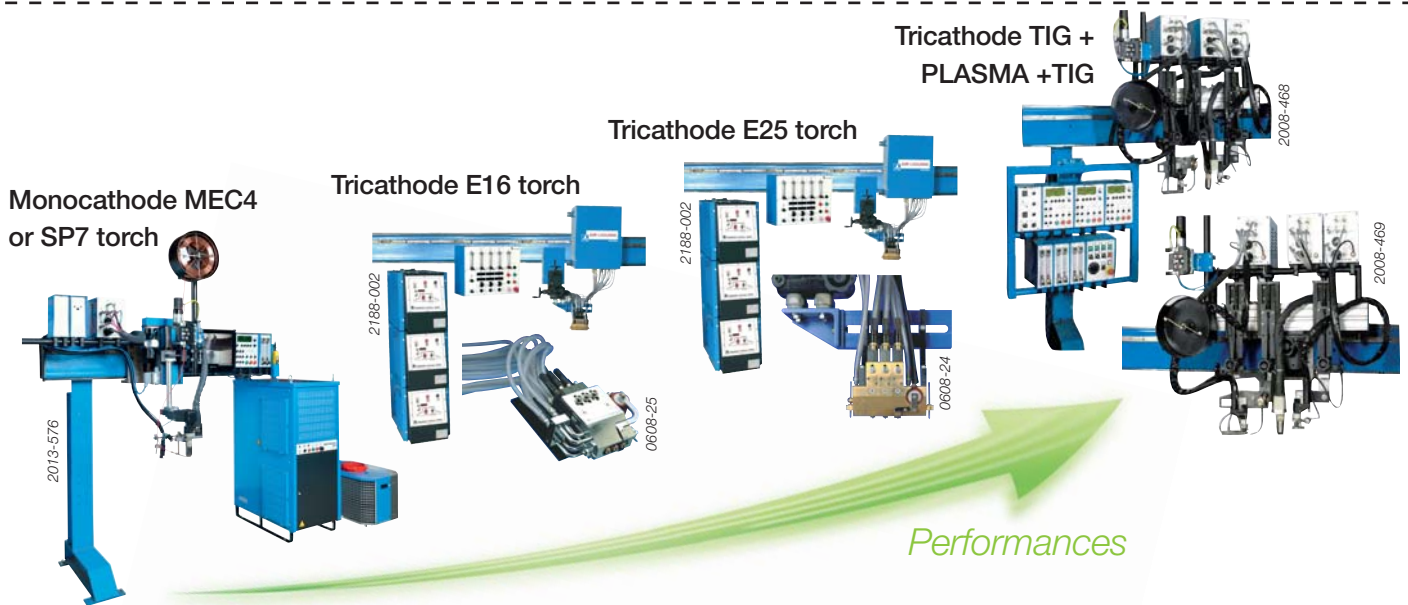 Tricathode TIG +
PLASMA +TIG
2008-468
Tricathode E25 torch
2188-002
0608-24
2008-469
Tricathode E16 torch
2188-002
0608-25
Monocathode MEC4
or SP7 torch
2013-576
Performances